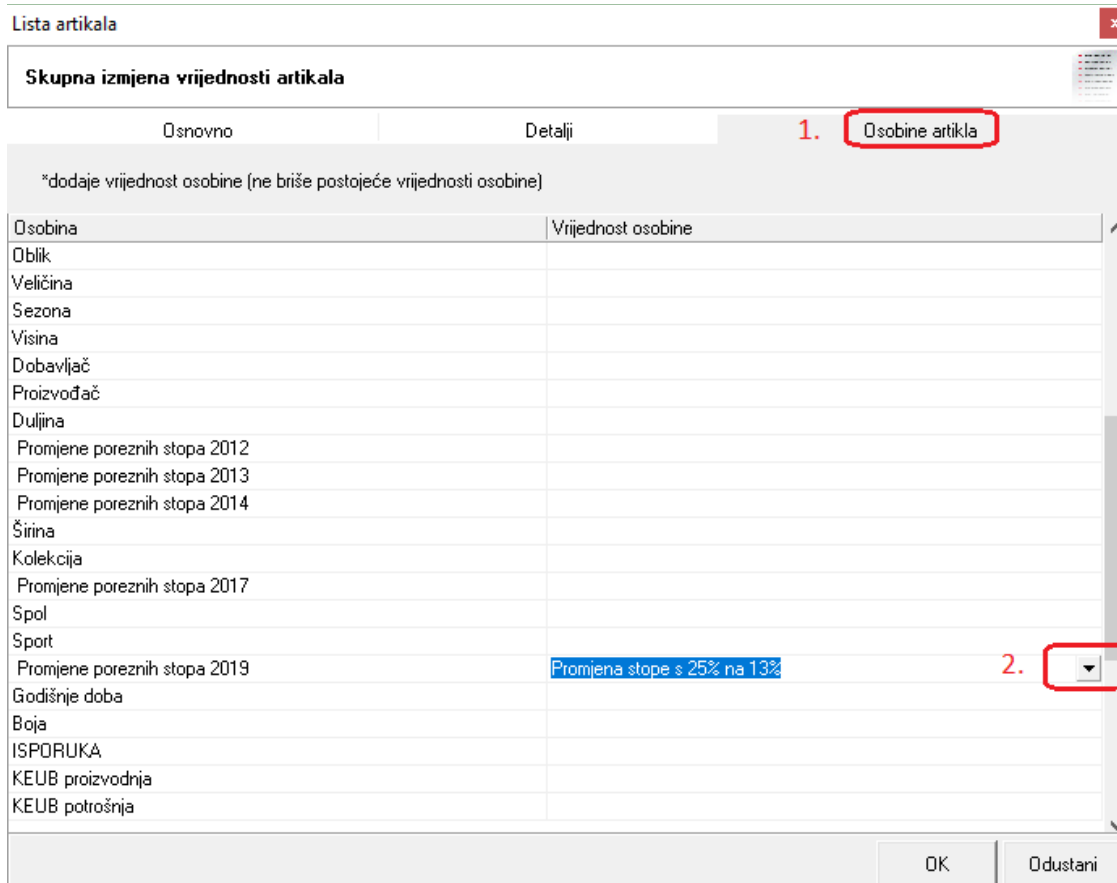 Lista artikala
Skupna izmjena vrijednosti artikala
Osnovno Detalji 1. Osobine artikla
*dodaje vrijednost osobine (ne briše postojeće vrijednosti osobine)
Osobina Vrijednost osobine
Oblik
Veličina
Sezona
Visina
Dobavljač
Proizvođač
Duljina
Promjene poreznih stopa 2012
Promjene poreznih stopa 2013
Promjene poreznih stopa 2014
Širina
Kolekcija
Promjene poreznih stopa 2017
Spol
Sport
Promjene poreznih stopa 2019 Promjena stope s 25% na 13% 2.
Godišnje doba
Boja
ISPORUKA
KEUB proizvodnja
KEUB potrošnja
OK Odustani